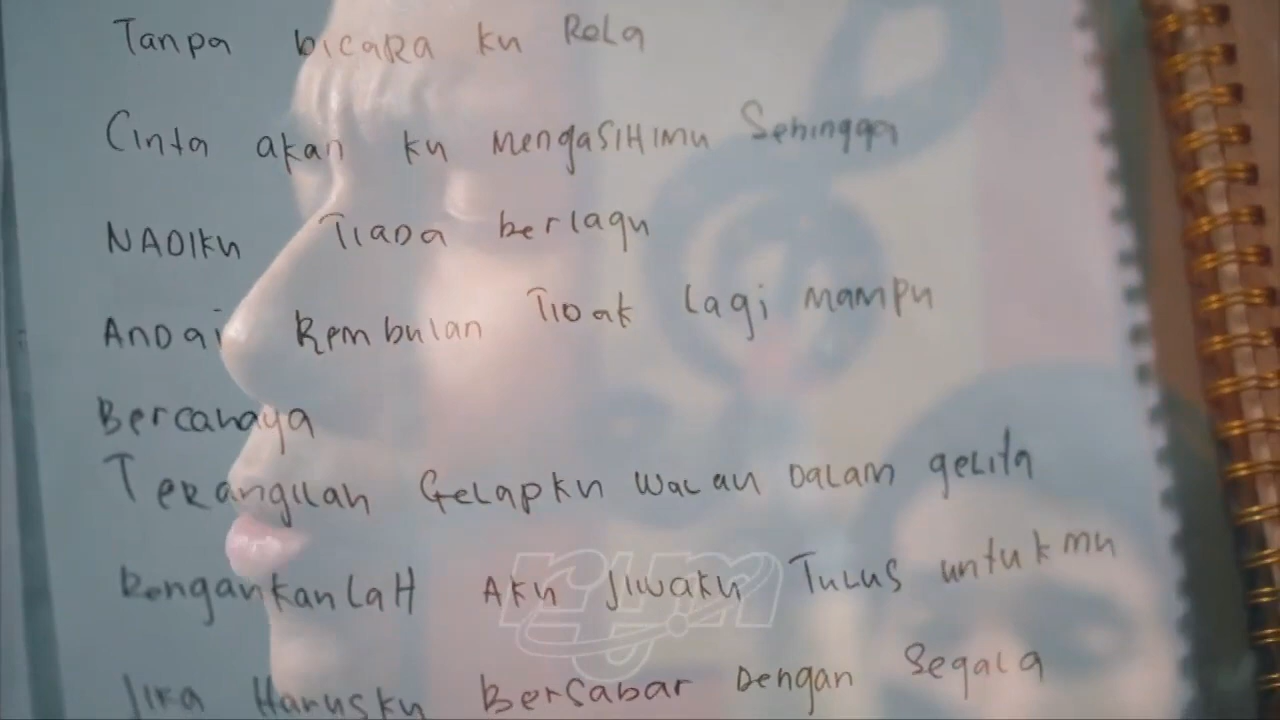 Tanpa bicaRa ku Rela
Cinta akan ku mengasiHimu Sehingga
NADiku Tiada berlagu
Andai Rembulan Tidak Lagi mampu
Bercahaya
TeRangilah GeLapku waLau DaLam geLita
RengankanlaH Aku Jiwaku TuLus untukmu
Jika Harusku Bersabar Dengan SegaLa